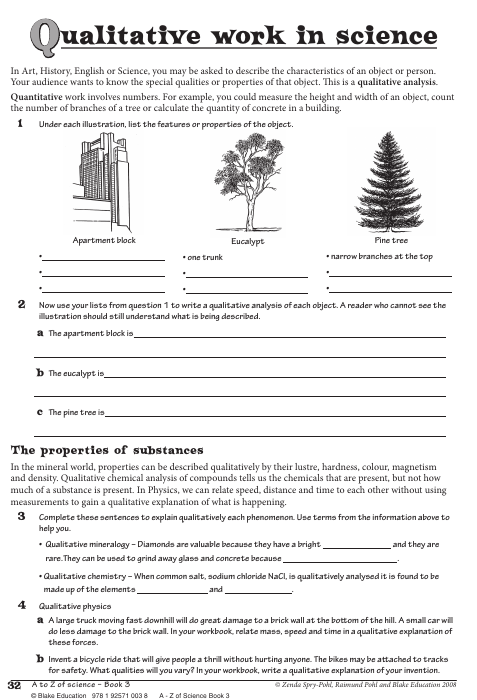 Qualitative work in science
In Art, History, English or Science, you may be asked to describe the characteristics of an object or person.
Your audience wants to know the special qualities or properties of that object. This is a qualitative analysis.
Quantitative work involves numbers. For example, you could measure the height and width of an object, count
the number of branches of a tree or calculate the quantity of concrete in a building.
1 Under each illustration, list the features or properties of the object.
Apartment block Eucalypt Pine tree
• • one trunk • narrow branches at the top
• • •
• • •
2 Now use your lists from question 1 to write a qualitative analysis of each object. A reader who cannot see the
illustration should still understand what is being described.
a The apartment block is
b The eucalypt is
c The pine tree is
The properties of substances
In the mineral world, properties can be described qualitatively by their lustre, hardness, colour, magnetism
and density. Qualitative chemical analysis of compounds tells us the chemicals that are present, but not how
much of a substance is present. In Physics, we can relate speed, distance and time to each other without using
measurements to gain a qualitative explanation of what is happening.
3 Complete these sentences to explain qualitatively each phenomenon. Use terms from the information above to
help you.
• Qualitative mineralogy – Diamonds are valuable because they have a bright ____ and they are
rare.They can be used to grind away glass and concrete because ____.
• Qualitative chemistry – When common salt, sodium chloride NaCl, is qualitatively analysed it is found to be
made up of the elements ____ and ____.
4 Qualitative physics
a A large truck moving fast downhill will do great damage to a brick wall at the bottom of the hill. A small car will
do less damage to the brick wall. In your workbook, relate mass, speed and time in a qualitative explanation of
these forces.
b Invent a bicycle ride that will give people a thrill without hurting anyone. The bikes may be attached to tracks
for safety. What qualities will you vary? In your workbook, write a qualitative explanation of your invention.
32 A to Z of Science – Book 3 © Zenda Spry-Pohl, Raimund Pohl and Blake Education 2008
© Blake Education 978 1 92571 003 8 A - Z of Science Book 3